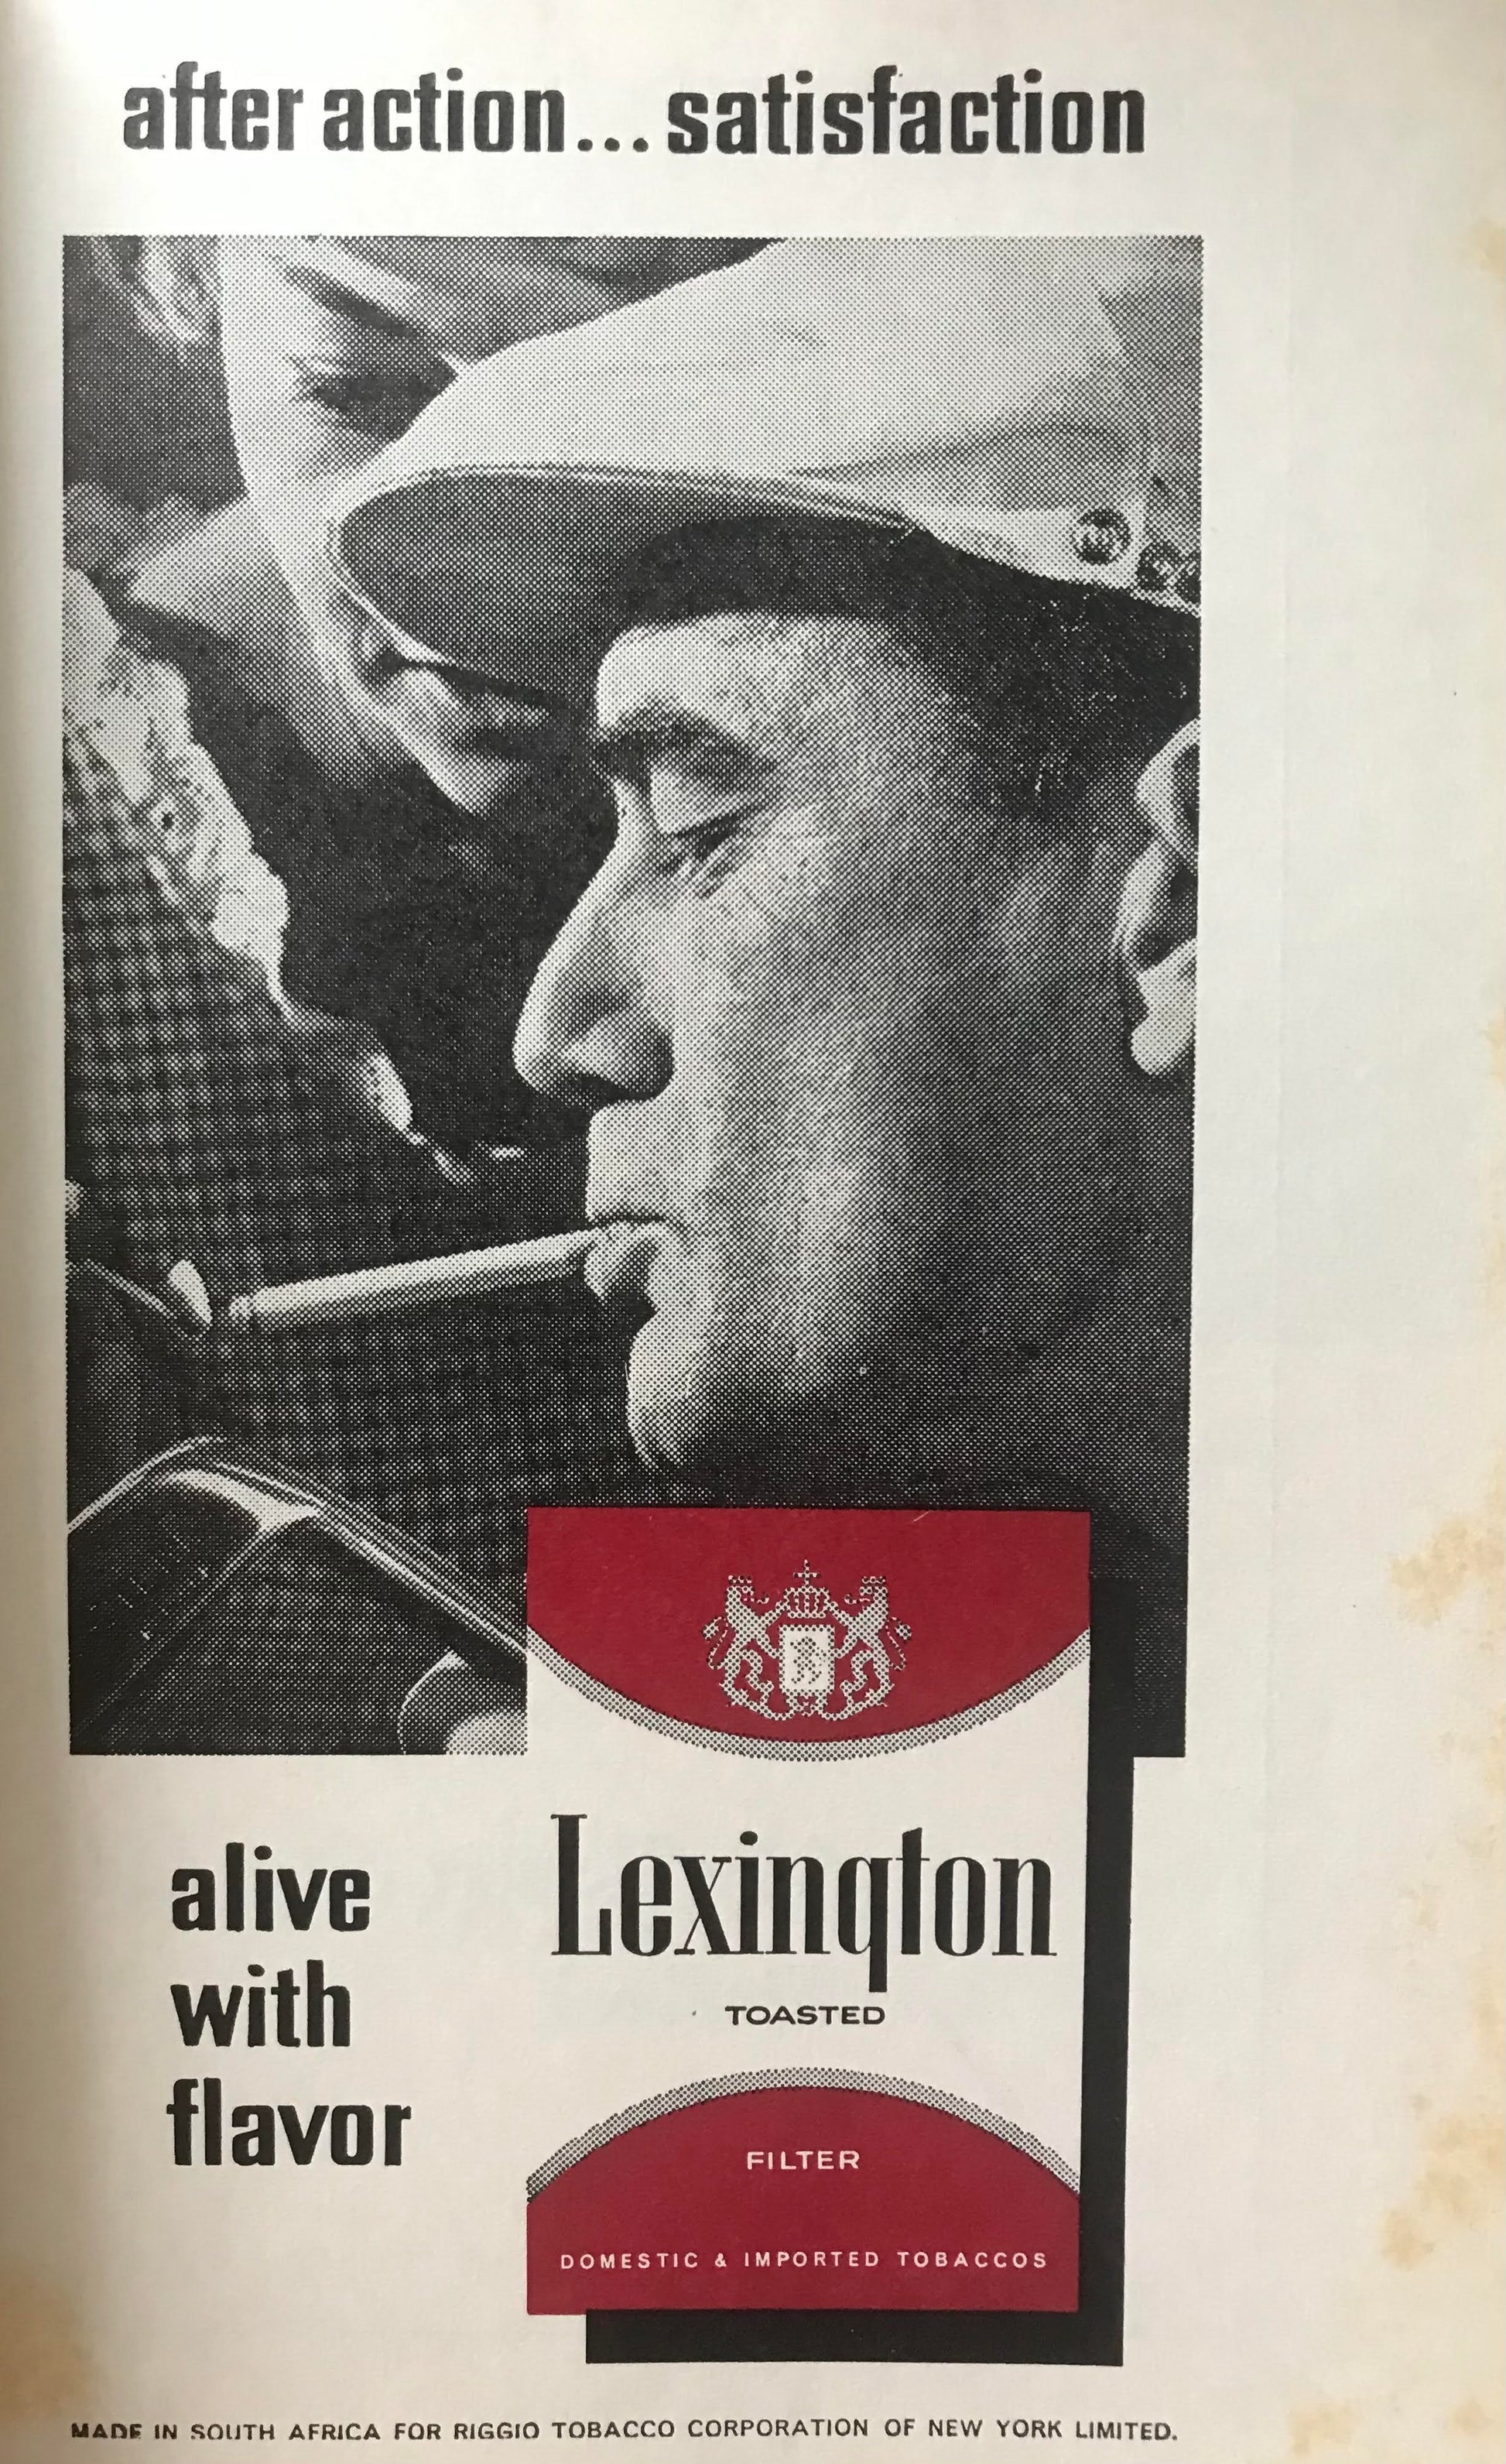 after action... satisfaction
alive
with
flavor
Lexington
TOASTED
FILTER
DOMESTIC & IMPORTED TOBACCOS
MADE IN SOUTH AFRICA FOR RIGGIO TOBACCO CORPORATION OF NEW YORK LIMITED.